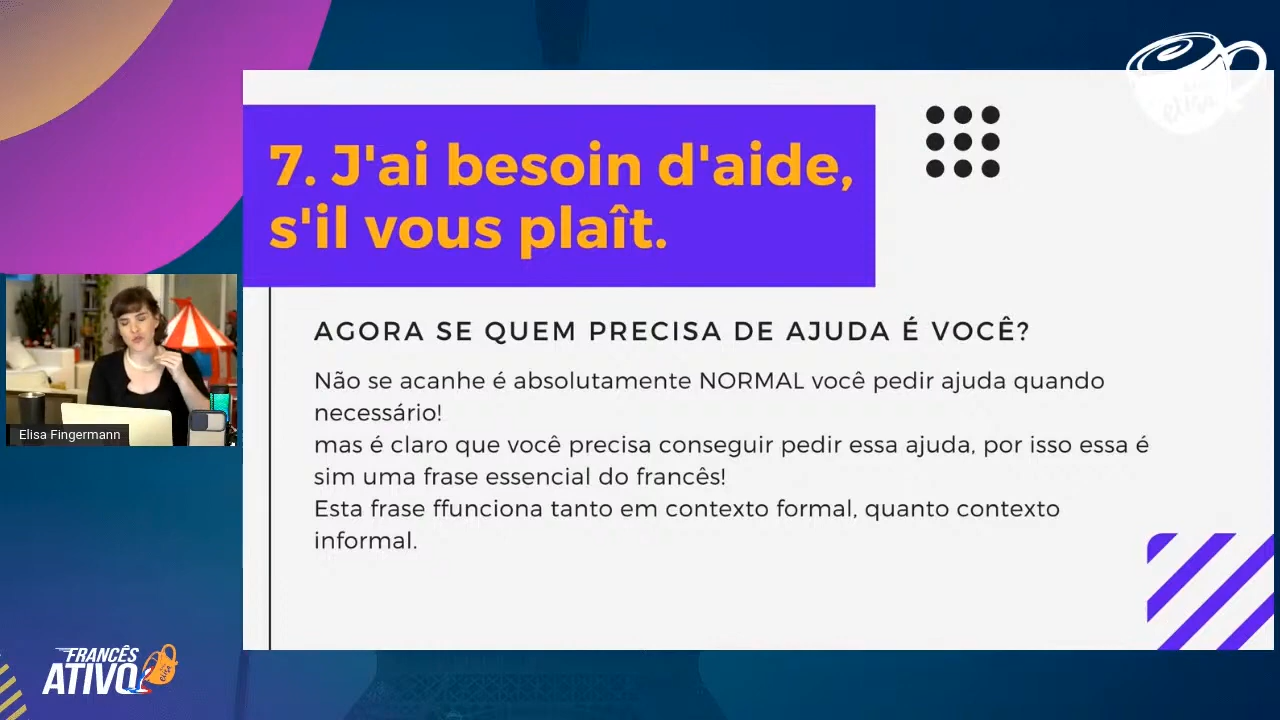 7. J'ai besoin d'aide,
s'il vous plaît.
AGORA SE QUEM PRECISA DE AJUDA É VOCÊ?
Não se acanhe é absolutamente NORMAL você pedir ajuda quando
necessário!
mas é claro que você precisa conseguir pedir essa ajuda, por isso essa é
sim uma frase essencial do francês!
Esta frase ffunciona tanto em contexto formal, quanto contexto
informal.
Elisa Fingermann
FRANCÊS
ATIVO
elisa